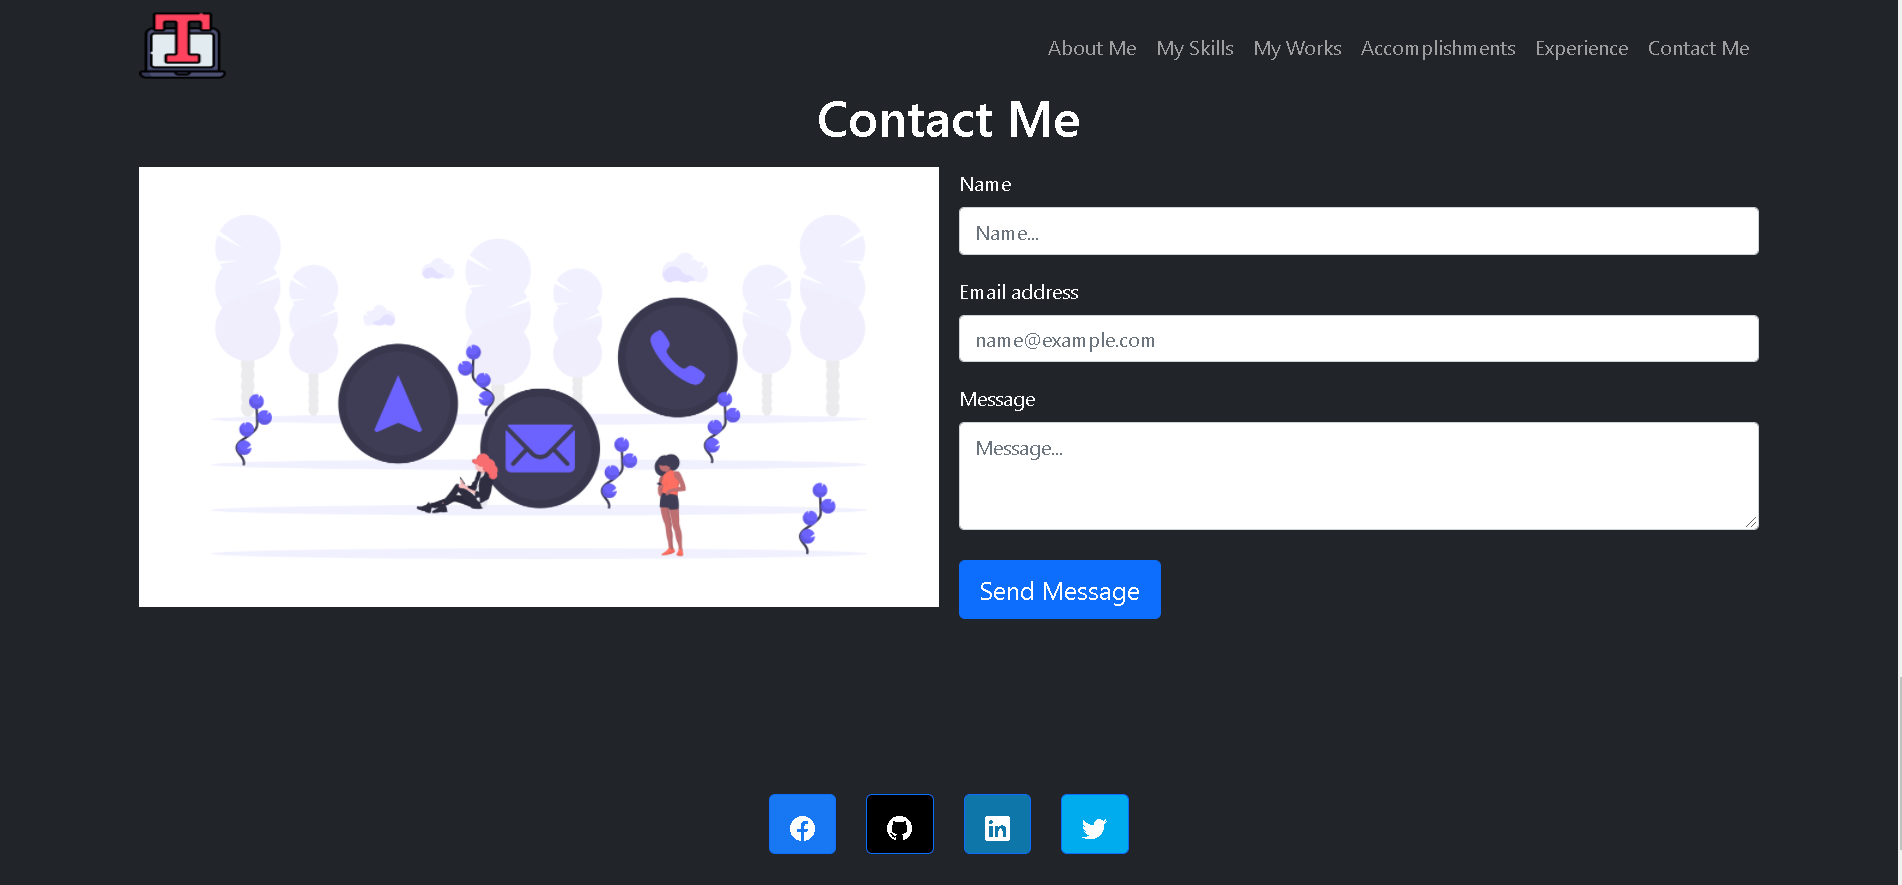 T
About Me My Skills My Works Accomplishments Experience Contact Me
Contact Me
Name
Name...
Email address
name@example.com
Message
Message...
Send Message